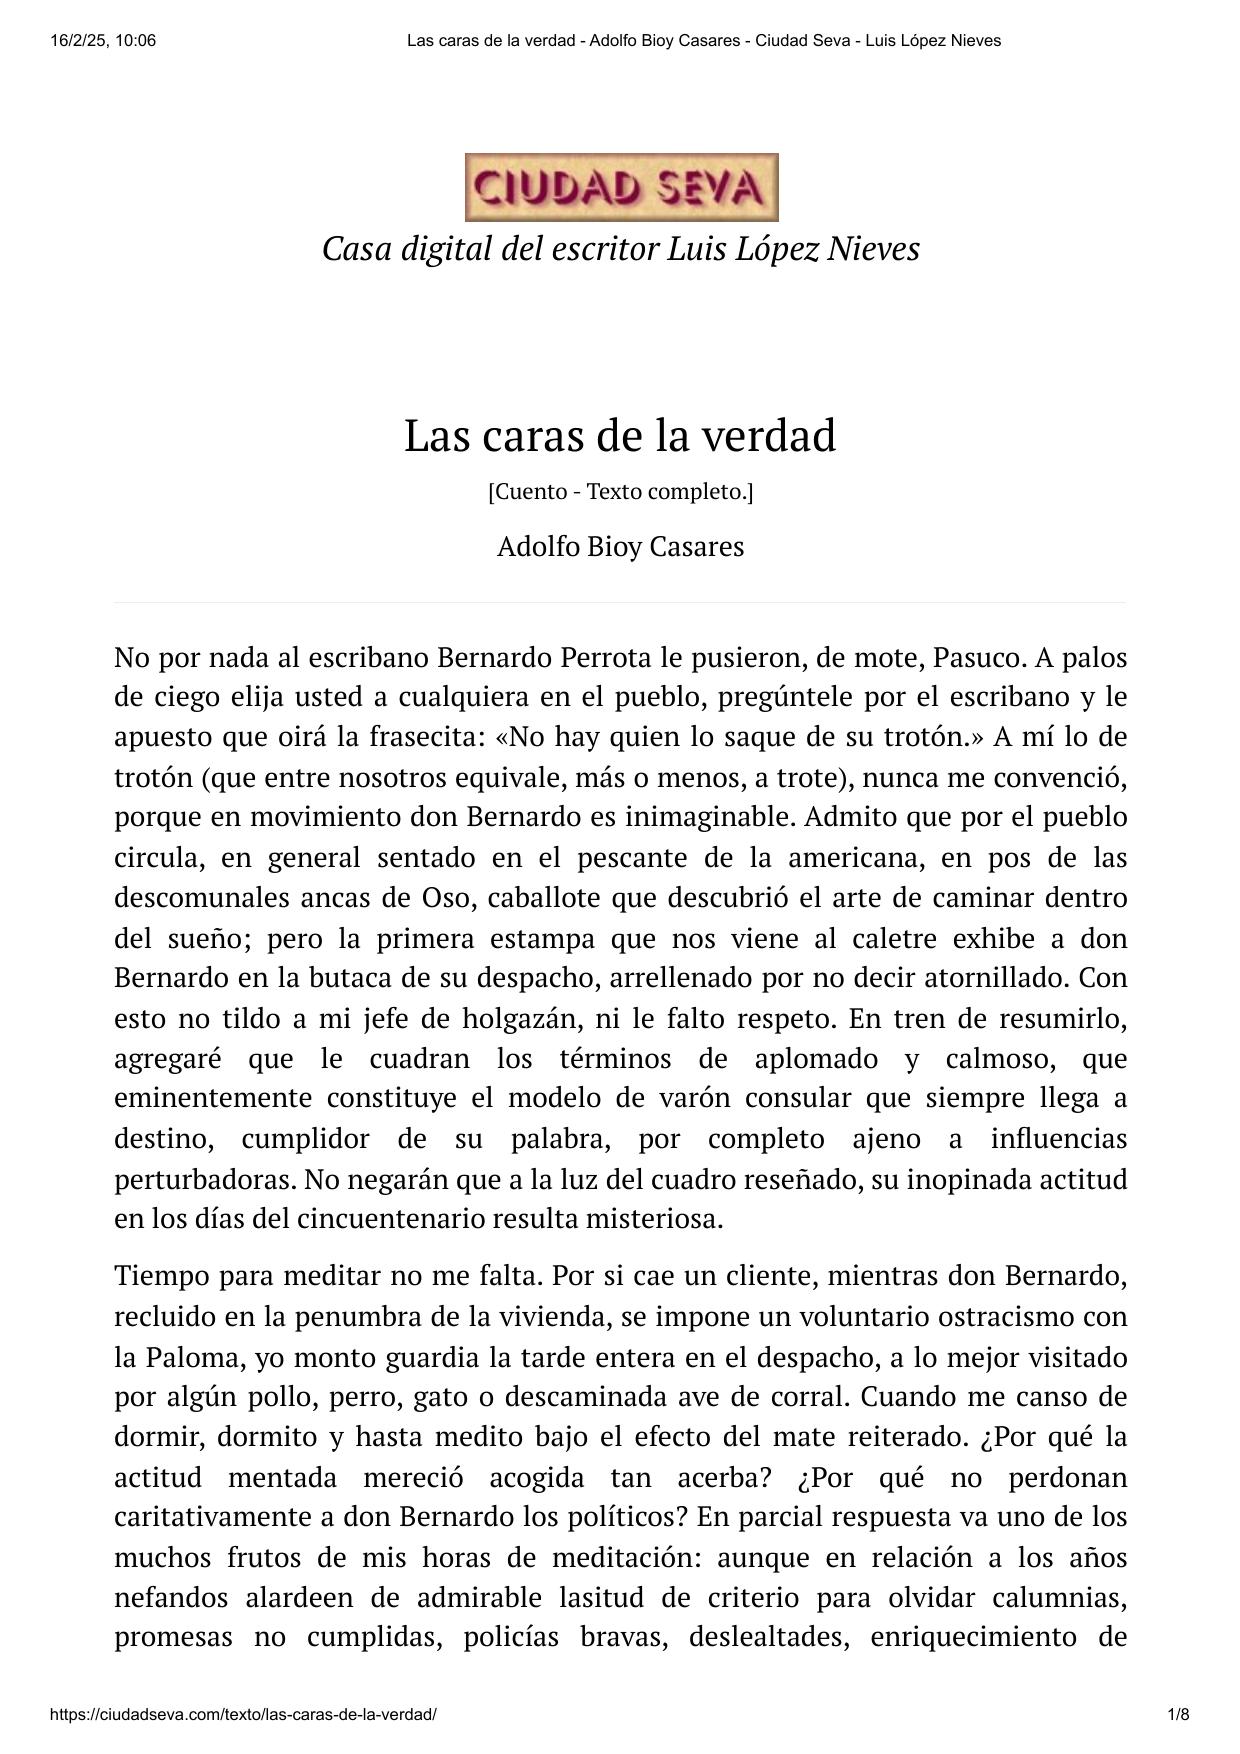 16/2/25, 10:06
Las caras de la verdad - Adolfo Bioy Casares - Ciudad Seva - Luis López Nieves
CIUDAD SEVA
Casa digital del escritor Luis López Nieves
Las caras de la verdad
[Cuento - Texto completo.]
Adolfo Bioy Casares
No por nada al escribano Bernardo Perrota le pusieron, de mote, Pasuco. A palos
de ciego elija usted a cualquiera en el pueblo, pregúntele por el escribano y le
apuesto que oirá la frasecita: «No hay quien lo saque de su trotón.» A mí lo de
trotón (que entre nosotros equivale, más o menos, a trote), nunca me convenció,
porque en movimiento don Bernardo es inimaginable. Admito que por el pueblo
circula, en general sentado en el pescante de la americana, en pos de las
descomunales ancas de Oso, caballote que descubrió el arte de caminar dentro
del sueño; pero la primera estampa que nos viene al caletre exhibe a don
Bernardo en la butaca de su despacho, arrellenado por no decir atornillado. Con
esto no tildo a mi jefe de holgazán, ni le falto respeto. En tren de resumirlo,
agregaré que le cuadran los términos de aplomado y calmoso, que
eminentemente constituye el modelo de varón consular que siempre llega a
destino, cumplidor de su palabra, por completo ajeno a influencias
perturbadoras. No negarán que a la luz del cuadro reseñado, su inopinada actitud
en los días del cincuentenario resulta misteriosa.
Tiempo para meditar no me falta. Por si cae un cliente, mientras don Bernardo,
recluido en la penumbra de la vivienda, se impone un voluntario ostracismo con
la Paloma, yo monto guardia la tarde entera en el despacho, a lo mejor visitado
por algún pollo, perro, gato o descaminada ave de corral. Cuando me canso de
dormir, dormito y hasta medito bajo el efecto del mate reiterado. ¿Por qué la
actitud mentada mereció acogida tan acerba? ¿Por qué no perdonan
caritativamente a don Bernardo los políticos? En parcial respuesta va uno de los
muchos frutos de mis horas de meditación: aunque en relación a los años
nefandos alardeen de admirable lasitud de criterio para olvidar calumnias,
promesas no cumplidas, policías bravas, deslealtades, enriquecimiento de
https://ciudadseva.com/texto/las-caras-de-la-verdad/
1/8